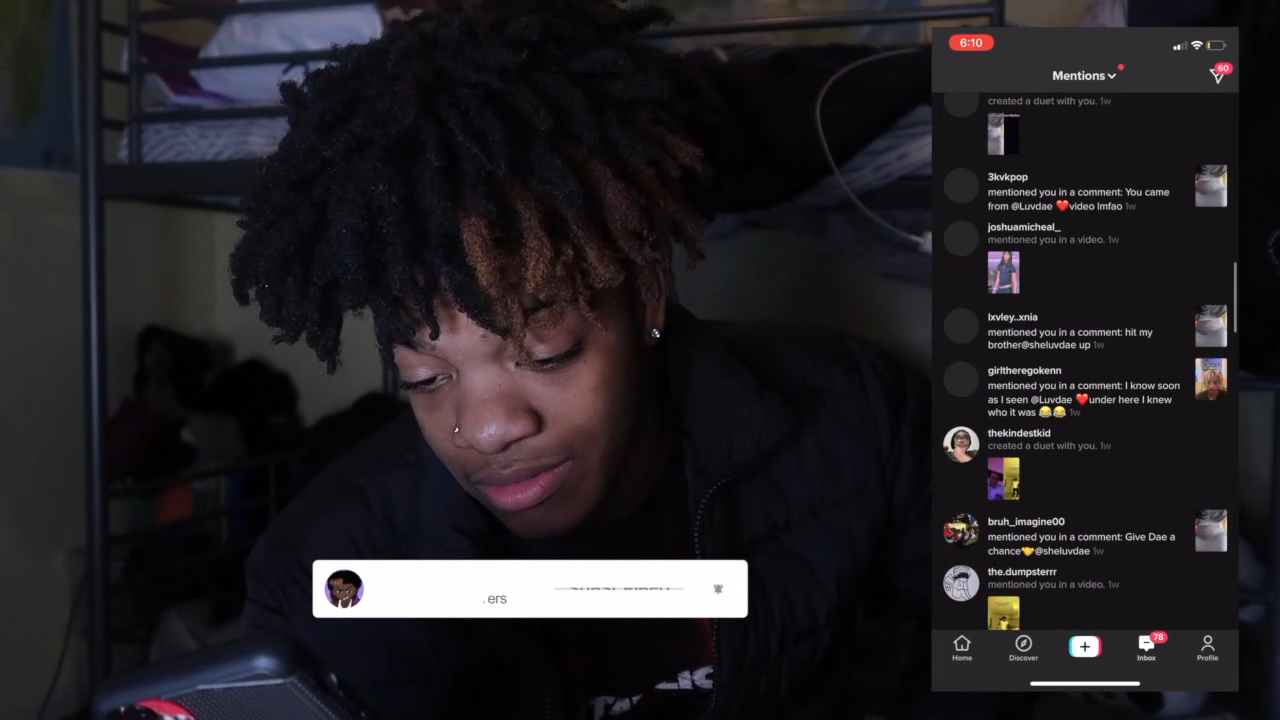 6:10
Mentions
60
created a duet with you. 1w
3kvkpop
mentioned you in a comment: You came
from @Luvdae ❤️video lmfao 1w
joshuamicheal_
mentioned you in a video. 1w
lxvley..xnia
mentioned you in a comment: hit my
brother@sheluvdae up 1w
girltheregokenn
mentioned you in a comment: I know soon
as I seen @Luvdae ❤️under here I knew
who it was 😂😂 1w
thekindestkid
created a duet with you. 1w
bruh_imagine00
mentioned you in a comment: Give Dae a
chance🤝@sheluvdae 1w
the.dumpsterrr
mentioned you in a video. 1w
Home
Discover
78
Inbox
Profile
ers